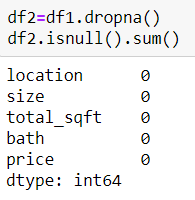 df2=df1.dropna()
df2.isnull().sum()
location 0
size 0
total_sqft 0
bath 0
price 0
dtype: int64